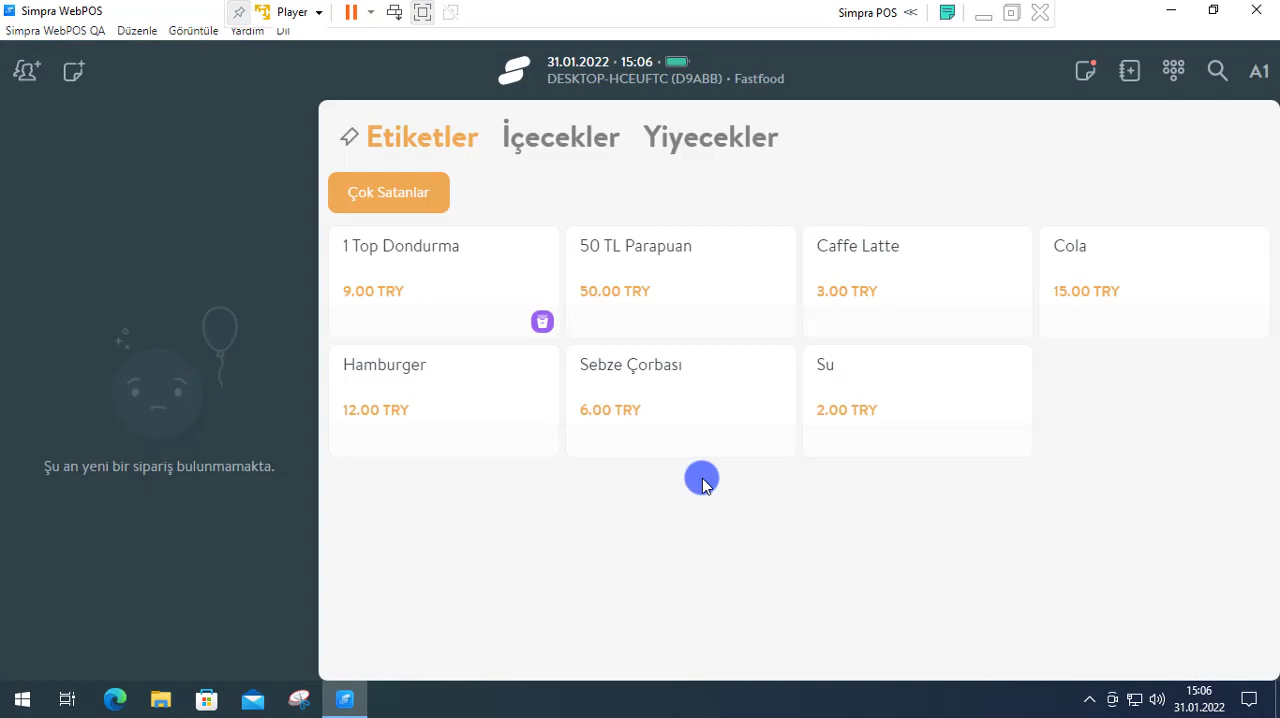 Simpra WebPOS
Player
Simpra POS
Simpra WebPOS QA Düzenle Görüntüle Yardım Dil
31.01.2022 • 15:06 •
DESKTOP-HCEUFTC (D9ABB) • Fastfood
A1
Etiketler İçecekler Yiyecekler
Çok Satanlar
1 Top Dondurma
9.00 TRY
50 TL Parapuan
50.00 TRY
Caffe Latte
3.00 TRY
Cola
15.00 TRY
Hamburger
12.00 TRY
Sebze Çorbası
6.00 TRY
Su
2.00 TRY
Şu an yeni bir sipariş bulunmamakta.
15:06
31.01.2022